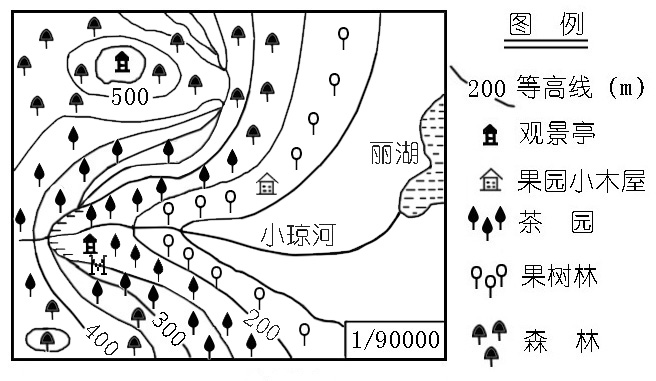 500
丽湖
小琼河
M
400
300
200
1/90000
图 例
200 等高线 (m)
观景亭
果园小木屋
茶 园
果树林
森 林